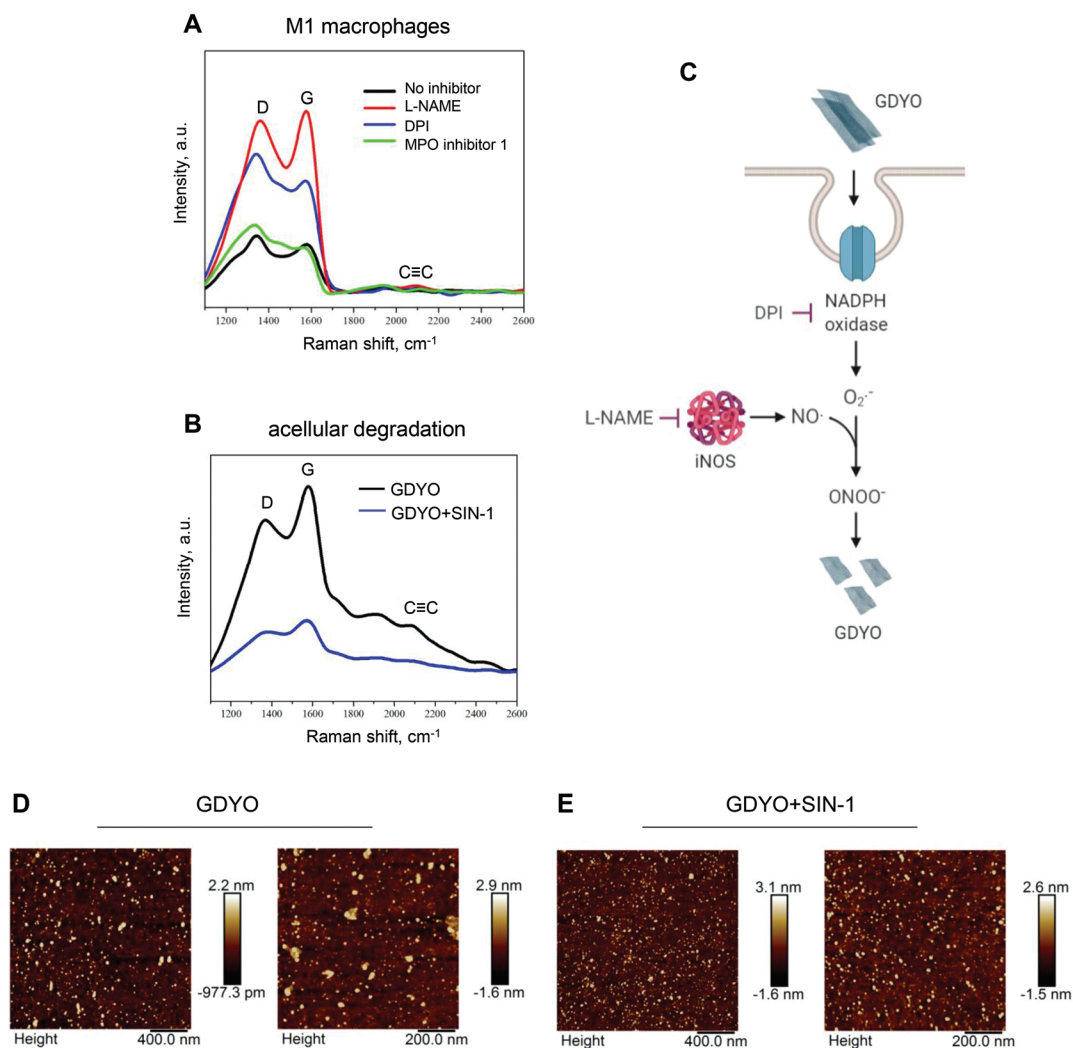 A
M1 macrophages
D
G
No inhibitor
L-NAME
DPI
MPO inhibitor 1
C≡C
Intensity, a.u.
1200 1400 1600 1800 2000 2200 2400 2600
Raman shift, cm-1
B
acellular degradation
D
G
GDYO
GDYO+SIN-1
C≡C
Intensity, a.u.
1200 1400 1600 1800 2000 2200 2400 2600
Raman shift, cm-1
C
GDYO
DPI
NADPH
oxidase
O2·-
L-NAME
iNOS
NO·
ONOO-
GDYO
D
GDYO
2.2 nm
-977.3 pm
Height
400.0 nm
2.9 nm
-1.6 nm
Height
200.0 nm
E
GDYO+SIN-1
3.1 nm
-1.6 nm
Height
400.0 nm
2.6 nm
-1.5 nm
Height
200.0 nm